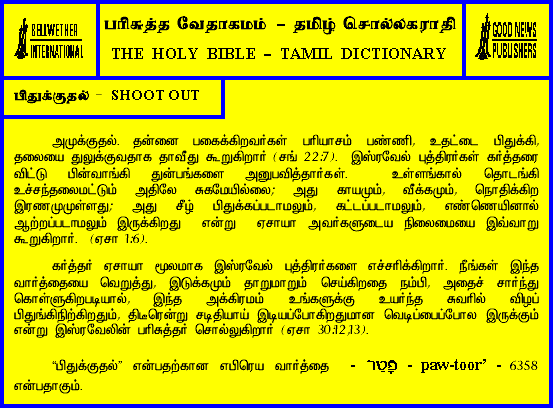 BELLWETHER
INTERNATIONAL
பரிசுத்த வேதாகமம் – தமிழ் சொல்லகராதி
THE HOLY BIBLE – TAMIL DICTIONARY
GOOD NEWS
PUBLISHERS
பிதுக்குதல் – SHOOT OUT
அமுக்குதல். தன்னை பகைக்கிறவர்கள் பரியாசம் பண்ணி, உதட்டை பிதுக்கி,
தலையை துலுக்குவதாக தாவீது கூறுகிறார் (சங் 22:7). இஸ்ரவேல் புத்திரர்கள் கர்த்தரை
விட்டு பின்வாங்கி துன்பங்களை அனுபவித்தார்கள். உள்ளங்கால் தொடங்கி
உச்சந்தலைமட்டும் அதிலே சுகமேயில்லை; அது காயமும், வீக்கமும், நொதிக்கிற
இரணமுமுள்ளது; அது சீழ் பிதுக்கப்படாமலும், கட்டப்படாமலும், எண்ணெயினால்
ஆற்றப்படாமலும் இருக்கிறது என்று ஏசாயா அவர்களுடைய நிலைமையை இவ்வாறு
கூறுகிறார். (ஏசா 1:6).
கர்த்தர் ஏசாயா மூலமாக இஸ்ரவேல் புத்திரர்களை எச்சரிக்கிறார். நீங்கள் இந்த
வார்த்தையை வெறுத்து, இடுக்கமும் தாறுமாறும் செய்கிறதை நம்பி, அதைச் சார்ந்து
கொள்ளுகிறபடியால், இந்த அக்கிரமம் உங்களுக்கு உயர்ந்த சுவரில் விழப்
பிதுங்கிநிற்கிறதும், திடீரென்று சடிதியாய் இடியப்போகிறதுமான வெடிப்பைப்போல இருக்கும்
என்று இஸ்ரவேலின் பரிசுத்தர் சொல்லுகிறார் (ஏசா 30:12,13).
“பிதுக்குதல்” என்பதற்கான எபிரெய வார்த்தை - פָּטַר - paw-toor’ - 6358
என்பதாகும்.